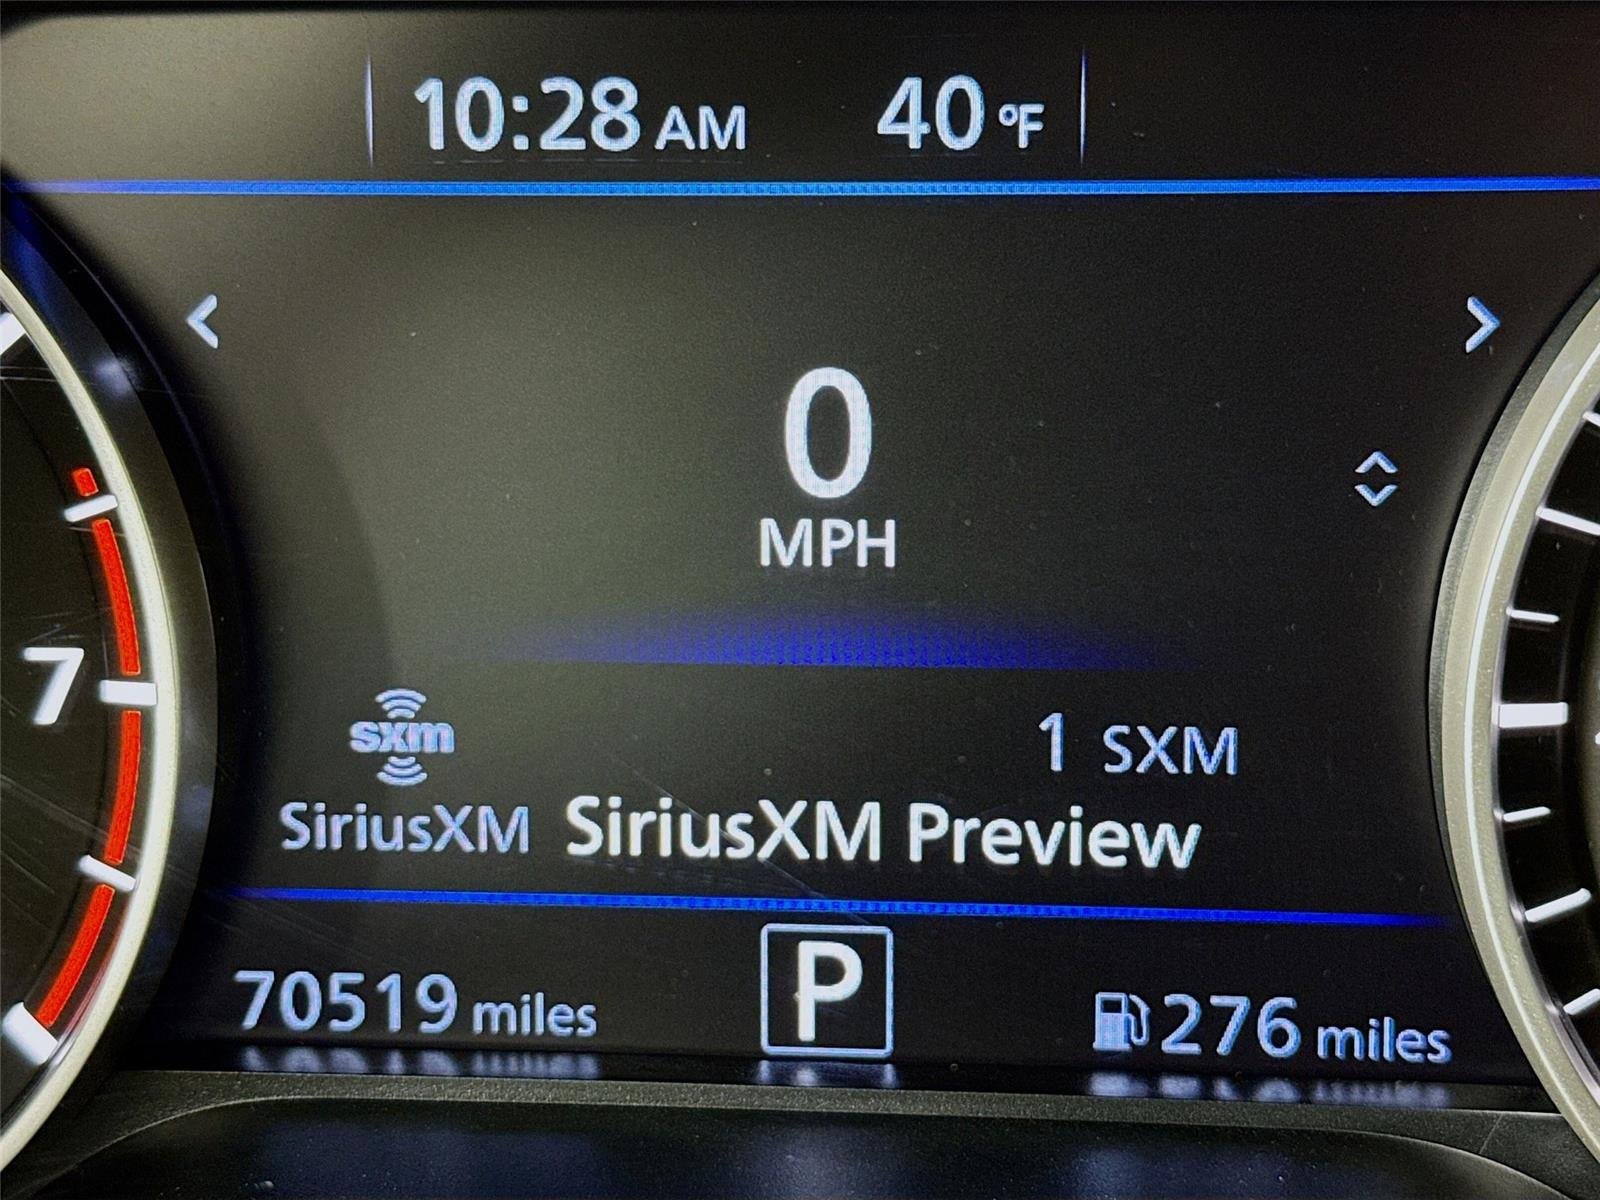 10:28 AM 40 °F
0
MPH
7
sxm
1 SXM
SiriusXM SiriusXM Preview
70519 miles P 276 miles